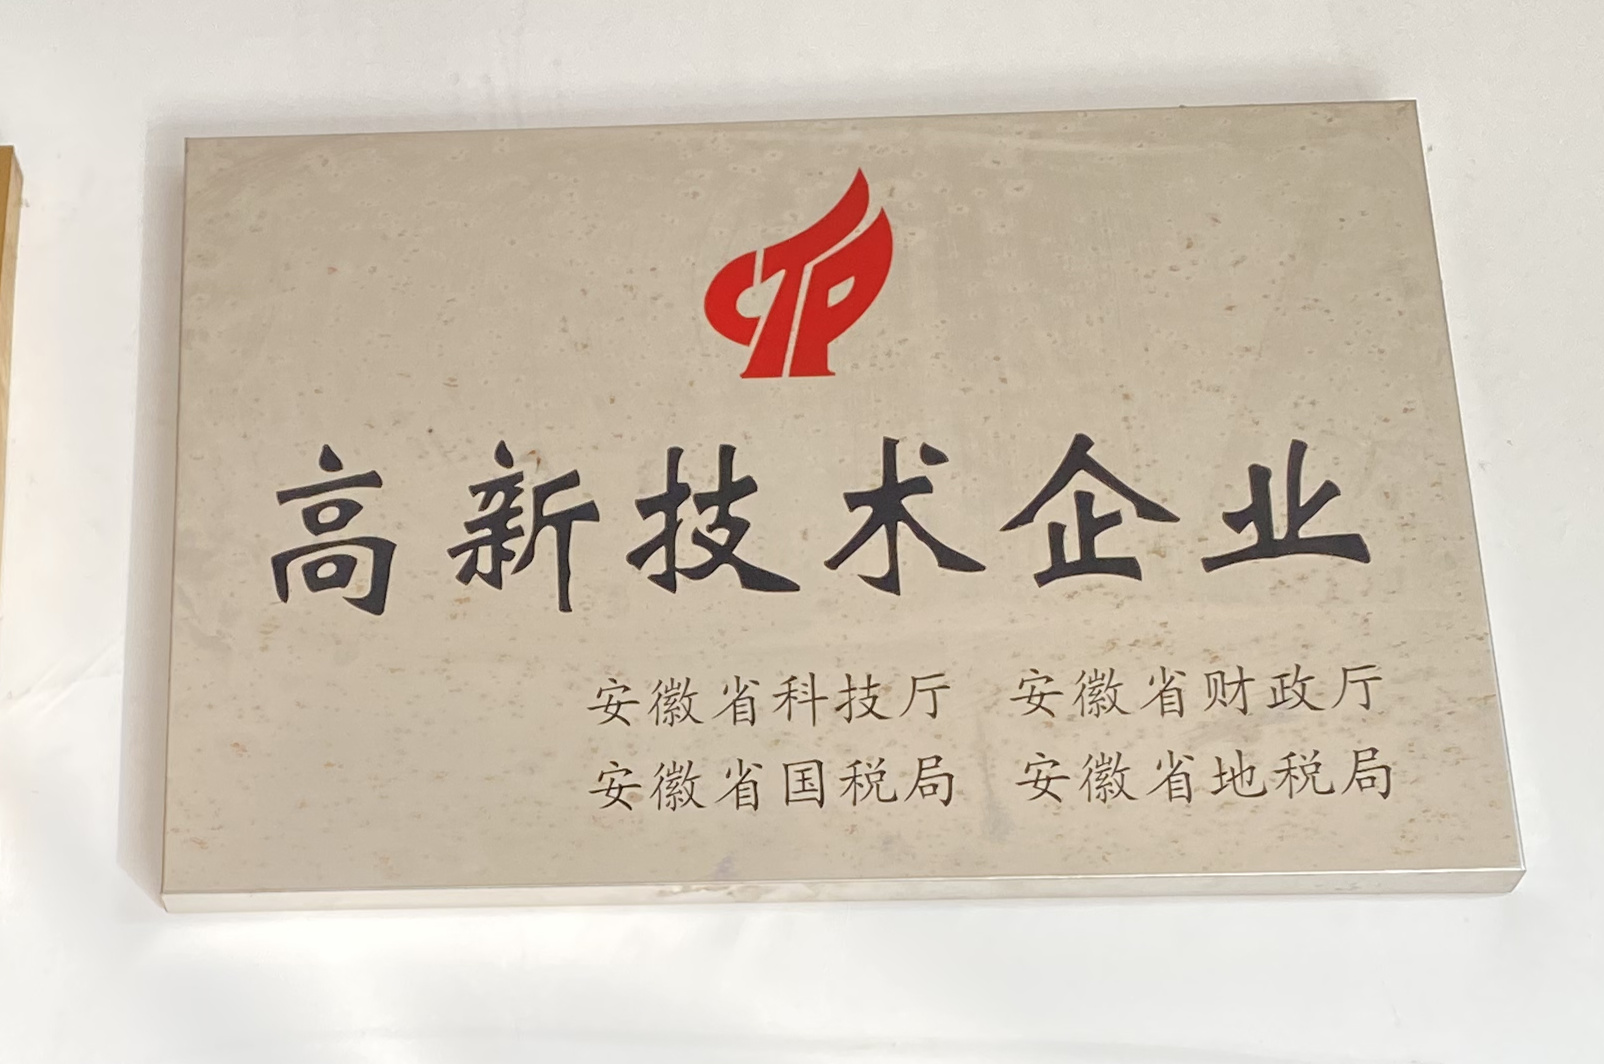 CTP
高新技术企业
安徽省科技厅 安徽省财政厅
安徽省国税局 安徽省地税局